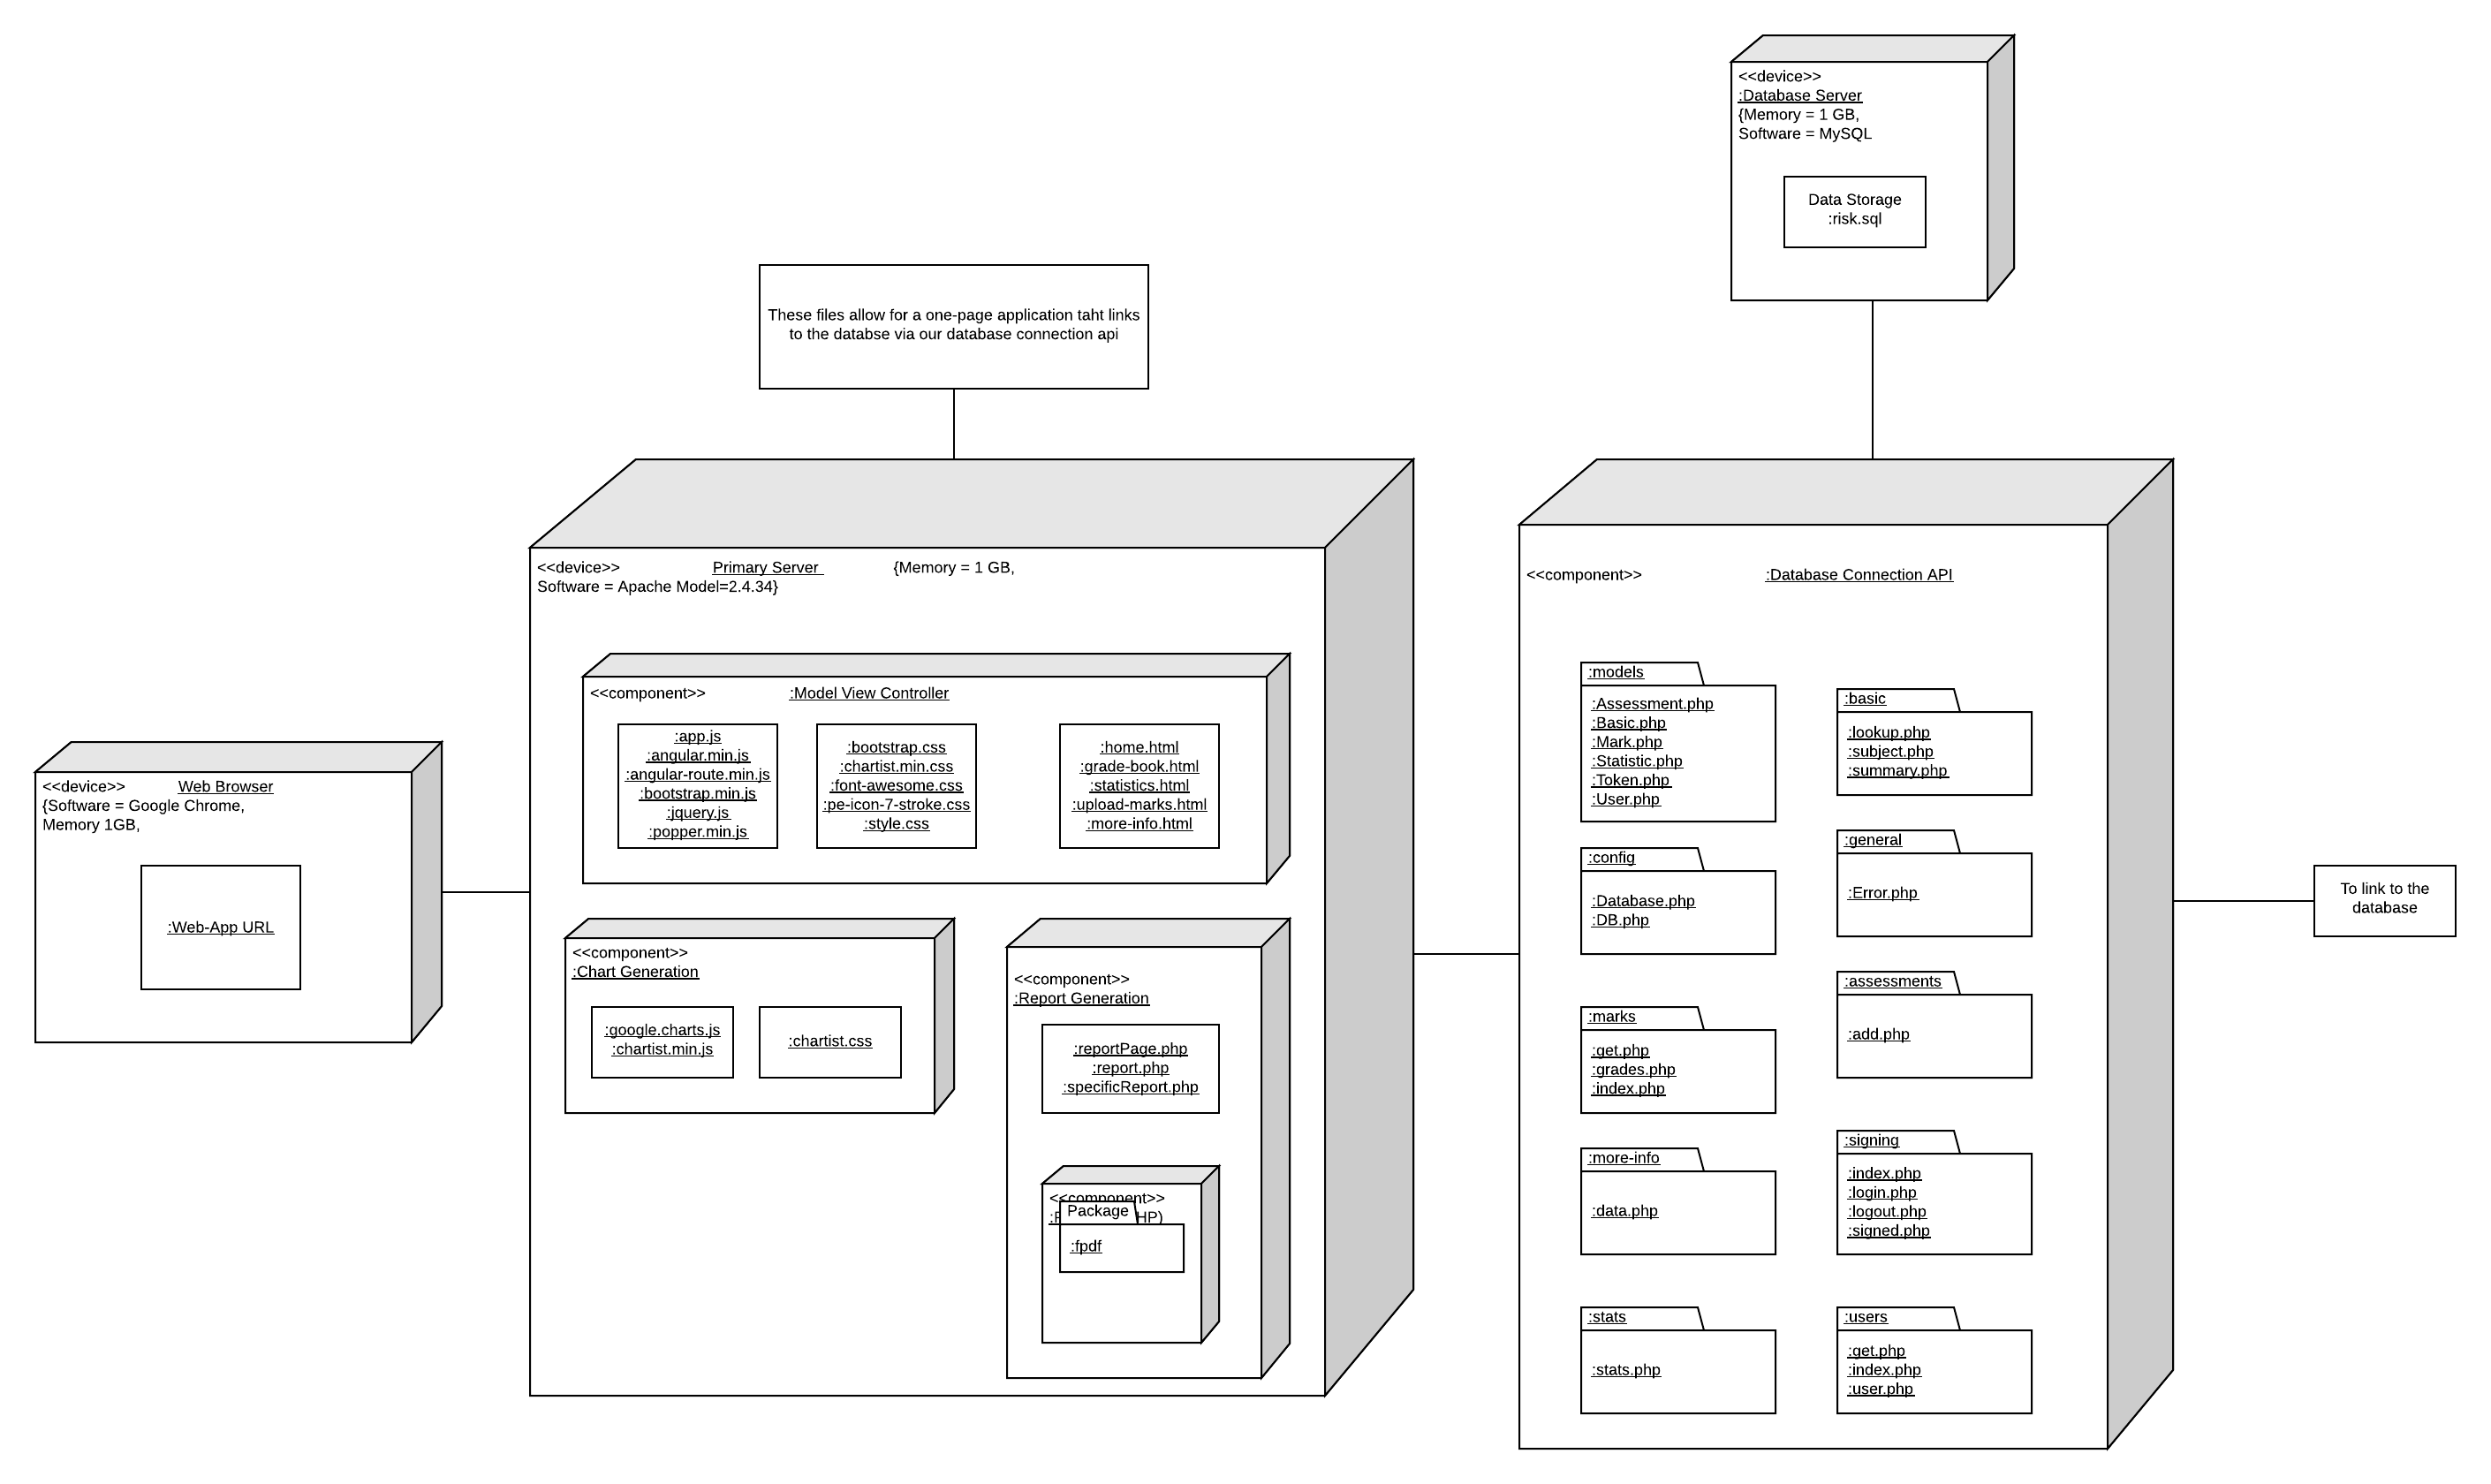 <<device>>
:Database Server
{Memory = 1 GB,
Software = MySQL
Data Storage
:risk.sql
These files allow for a one-page application taht links
to the databse via our database connection api
<<device>> Web Browser
{Software = Google Chrome,
Memory 1GB,
:Web-App URL
<<device>> Primary Server {Memory = 1 GB,
Software = Apache Model=2.4.34}
<<component>> :Model View Controller
:app.js
:angular.min.js
:angular-route.min.js
:bootstrap.min.js
:jquery.js
:popper.min.js
:bootstrap.css
:chartist.min.css
:font-awesome.css
:pe-icon-7-stroke.css
:style.css
:home.html
:grade-book.html
:statistics.html
:upload-marks.html
:more-info.html
<<component>>
:Chart Generation
:google.charts.js
:chartist.min.js
:chartist.css
<<component>>
:Report Generation
:reportPage.php
:report.php
:specificReport.php
<<component>>
Package
:fpdf
<<component>> :Database Connection API
:models
:Assessment.php
:Basic.php
:Mark.php
:Statistic.php
:Token.php
:User.php
:basic
:lookup.php
:subject.php
:summary.php
:config
:Database.php
:DB.php
:general
:Error.php
:marks
:get.php
:grades.php
:index.php
:assessments
:add.php
:more-info
:data.php
:signing
:index.php
:login.php
:logout.php
:signed.php
:stats
:stats.php
:users
:get.php
:index.php
:user.php
To link to the
database